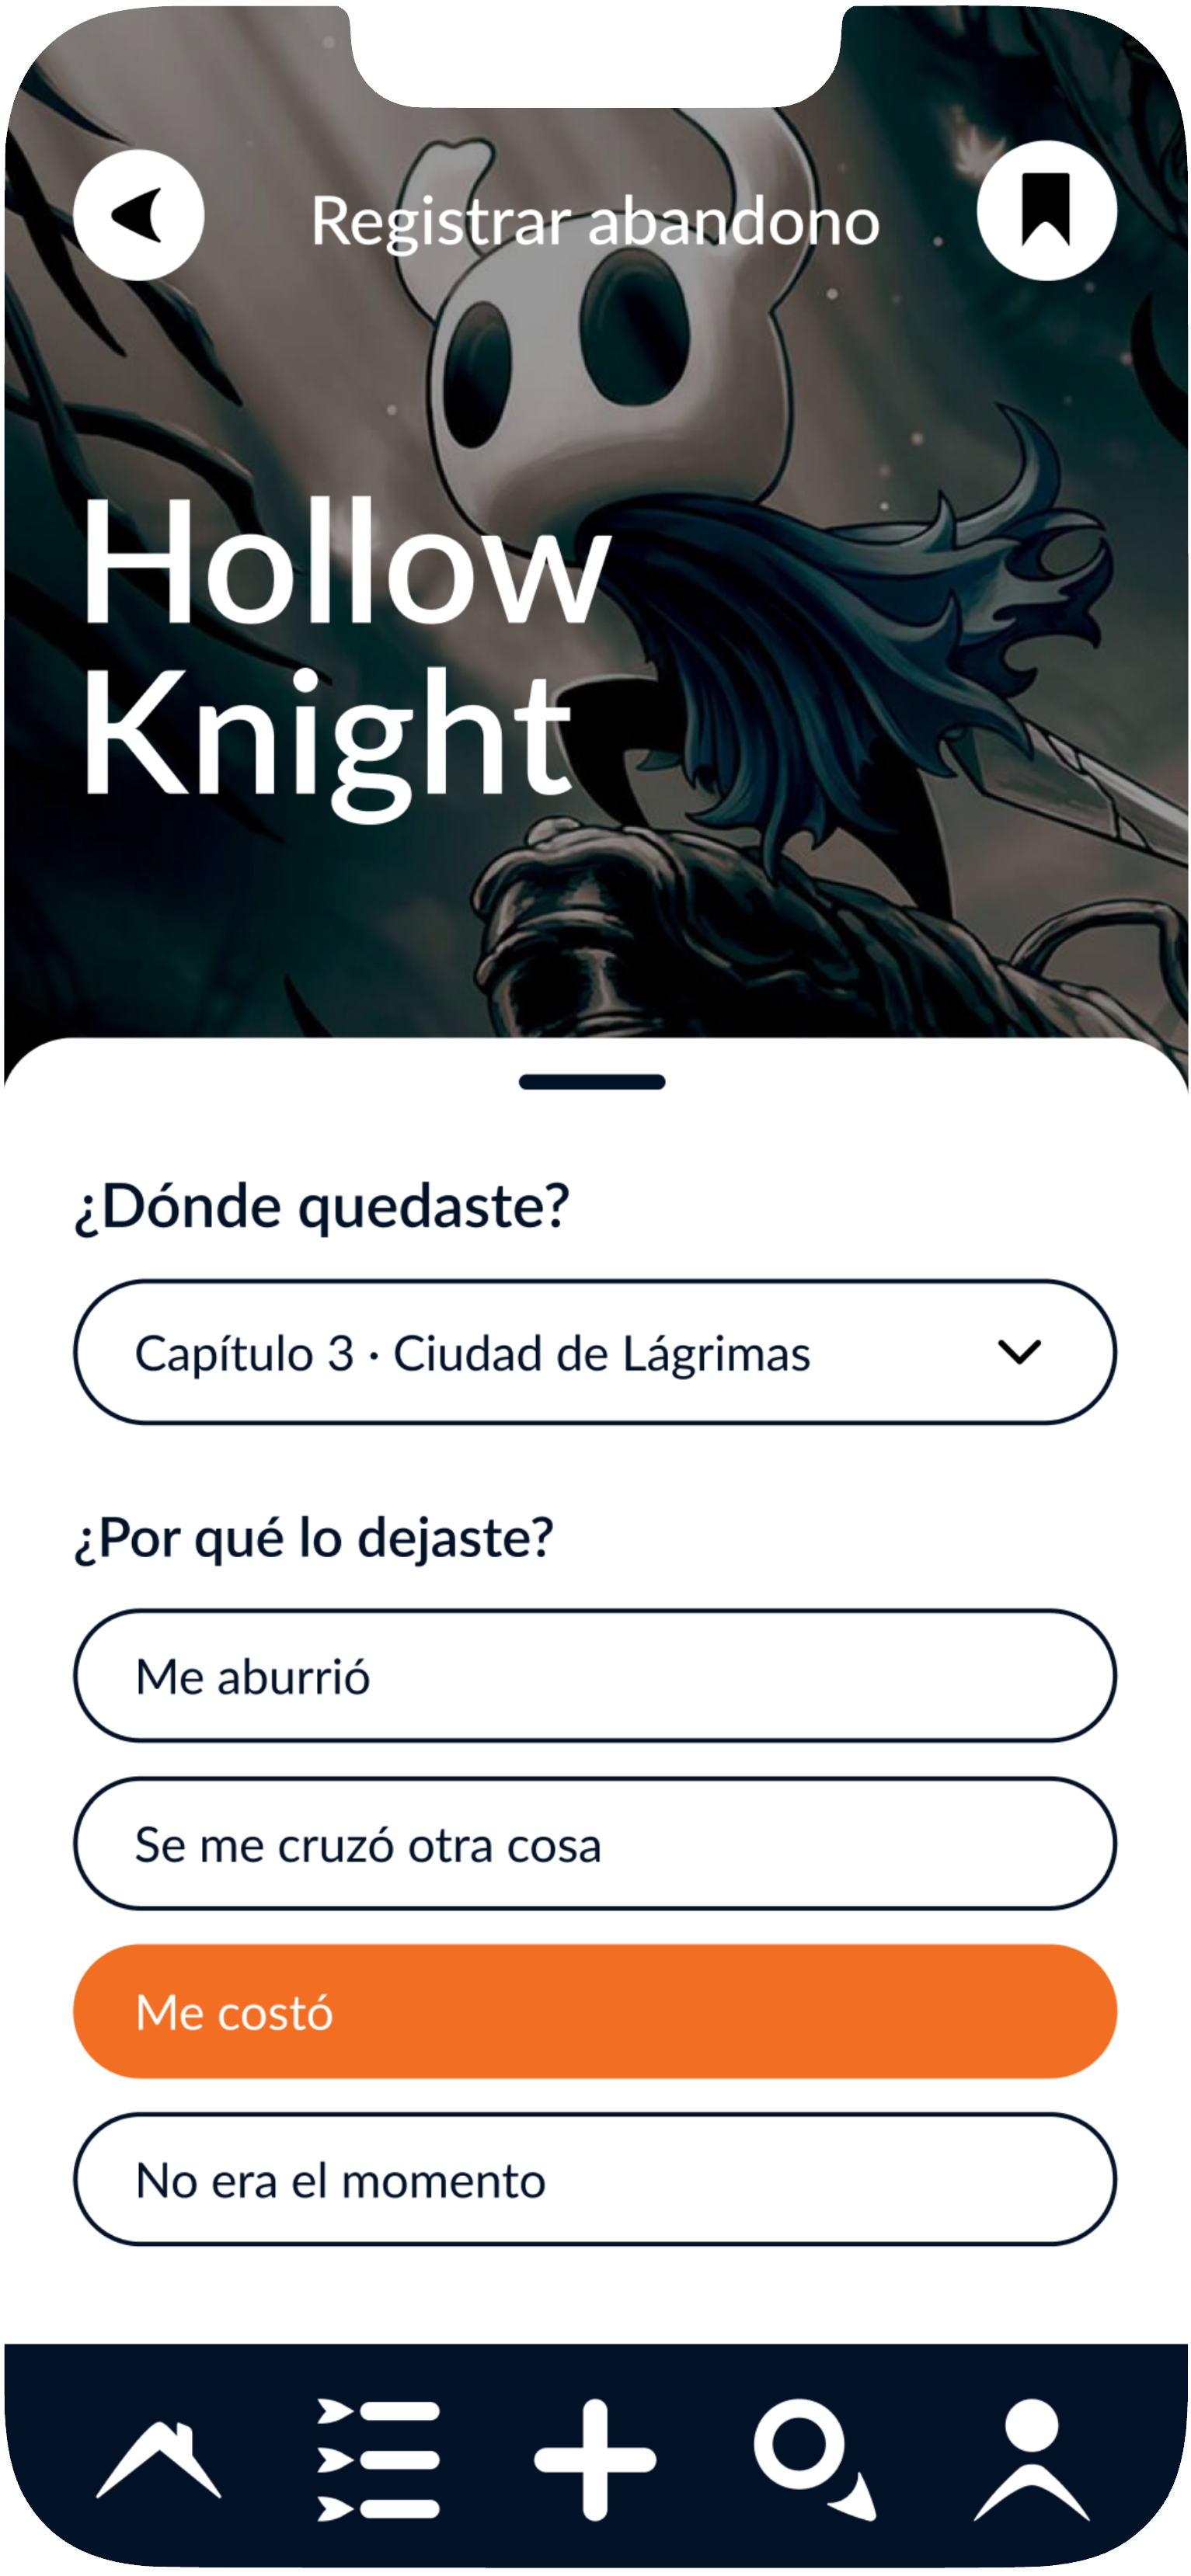 Registrar abandono
Hollow
Knight
¿Dónde quedaste?
Capítulo 3 · Ciudad de Lágrimas
¿Por qué lo dejaste?
Me aburrió
Se me cruzó otra cosa
Me costó
No era el momento